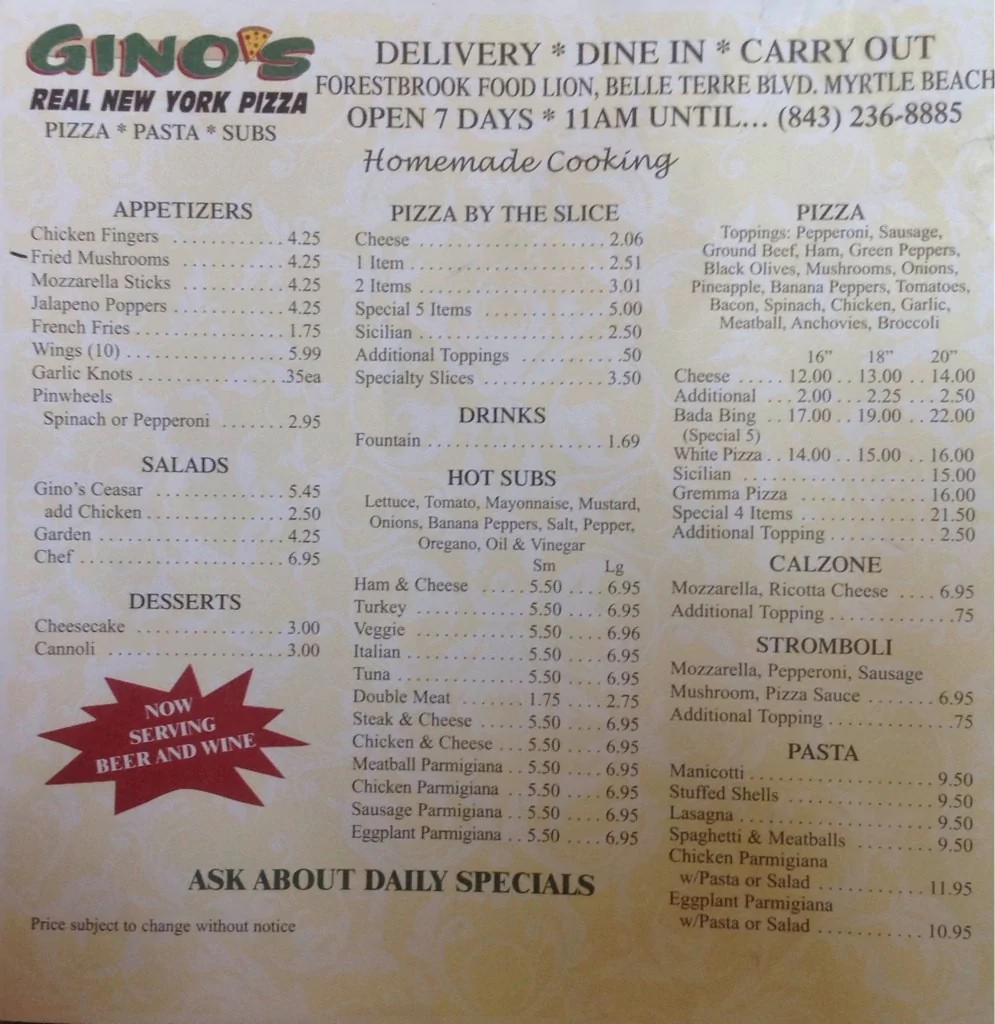 GINO'S
REAL NEW YORK PIZZA
PIZZA * PASTA * SUBS
DELIVERY * DINE IN * CARRY OUT
FORESTBROOK FOOD LION, BELLE TERRE BLVD. MYRTLE BEACH
OPEN 7 DAYS * 11AM UNTIL... (843) 236-8885
Homemade Cooking
APPETIZERS
Chicken Fingers ............ 4.25
Fried Mushrooms ........... 4.25
Mozzarella Sticks ........... 4.25
Jalapeno Poppers ............ 4.25
French Fries ................ 1.75
Wings (10) ................. 5.99
Garlic Knots ................ .35ea
Pinwheels
Spinach or Pepperoni ....... 2.95
SALADS
Gino's Ceasar .............. 5.45
add Chicken ............... 2.50
Garden .................... 4.25
Chef ...................... 6.95
DESSERTS
Cheesecake ................ 3.00
Cannoli ................... 3.00
NOW
SERVING
BEER AND WINE
PIZZA BY THE SLICE
Cheese .................... 2.06
1 Item ..................... 2.51
2 Items .................... 3.01
Special 5 Items ............. 5.00
Sicilian .................... 2.50
Additional Toppings .......... .50
Specialty Slices ............. 3.50
DRINKS
Fountain ................... 1.69
HOT SUBS
Lettuce, Tomato, Mayonnaise, Mustard,
Onions, Banana Peppers, Salt, Pepper,
Oregano, Oil & Vinegar
Sm Lg
Ham & Cheese ..... 5.50 .... 6.95
Turkey ............ 5.50 .... 6.95
Veggie ............ 5.50 .... 6.96
Italian ............. 5.50 .... 6.95
Tuna .............. 5.50 .... 6.95
Double Meat ....... 1.75 .... 2.75
Steak & Cheese .... 5.50 .... 6.95
Chicken & Cheese ... 5.50 .... 6.95
Meatball Parmigiana .. 5.50 .... 6.95
Chicken Parmigiana .. 5.50 .... 6.95
Sausage Parmigiana .. 5.50 .... 6.95
Eggplant Parmigiana .. 5.50 .... 6.95
PIZZA
Toppings: Pepperoni, Sausage,
Ground Beef, Ham, Green Peppers,
Black Olives, Mushrooms, Onions,
Pineapple, Banana Peppers, Tomatoes,
Bacon, Spinach, Chicken, Garlic,
Meatball, Anchovies, Broccoli
16" 18" 20"
Cheese ..... 12.00 .. 13.00 .. 14.00
Additional ... 2.00 ... 2.25 ... 2.50
Bada Bing .. 17.00 .. 19.00 .. 22.00
(Special 5)
White Pizza .. 14.00 .. 15.00 .. 16.00
Sicilian .................... 15.00
Gremma Pizza .............. 16.00
Special 4 Items ............. 21.50
Additional Topping ........... 2.50
CALZONE
Mozzarella, Ricotta Cheese .... 6.95
Additional Topping ............ .75
STROMBOLI
Mozzarella, Pepperoni, Sausage
Mushroom, Pizza Sauce ....... 6.95
Additional Topping ............ .75
PASTA
Manicotti ................... 9.50
Stuffed Shells ............... 9.50
Lasagna .................... 9.50
Spaghetti & Meatballs ........ 9.50
Chicken Parmigiana
w/Pasta or Salad ........... 11.95
Eggplant Parmigiana
w/Pasta or Salad ........... 10.95
ASK ABOUT DAILY SPECIALS
Price subject to change without notice